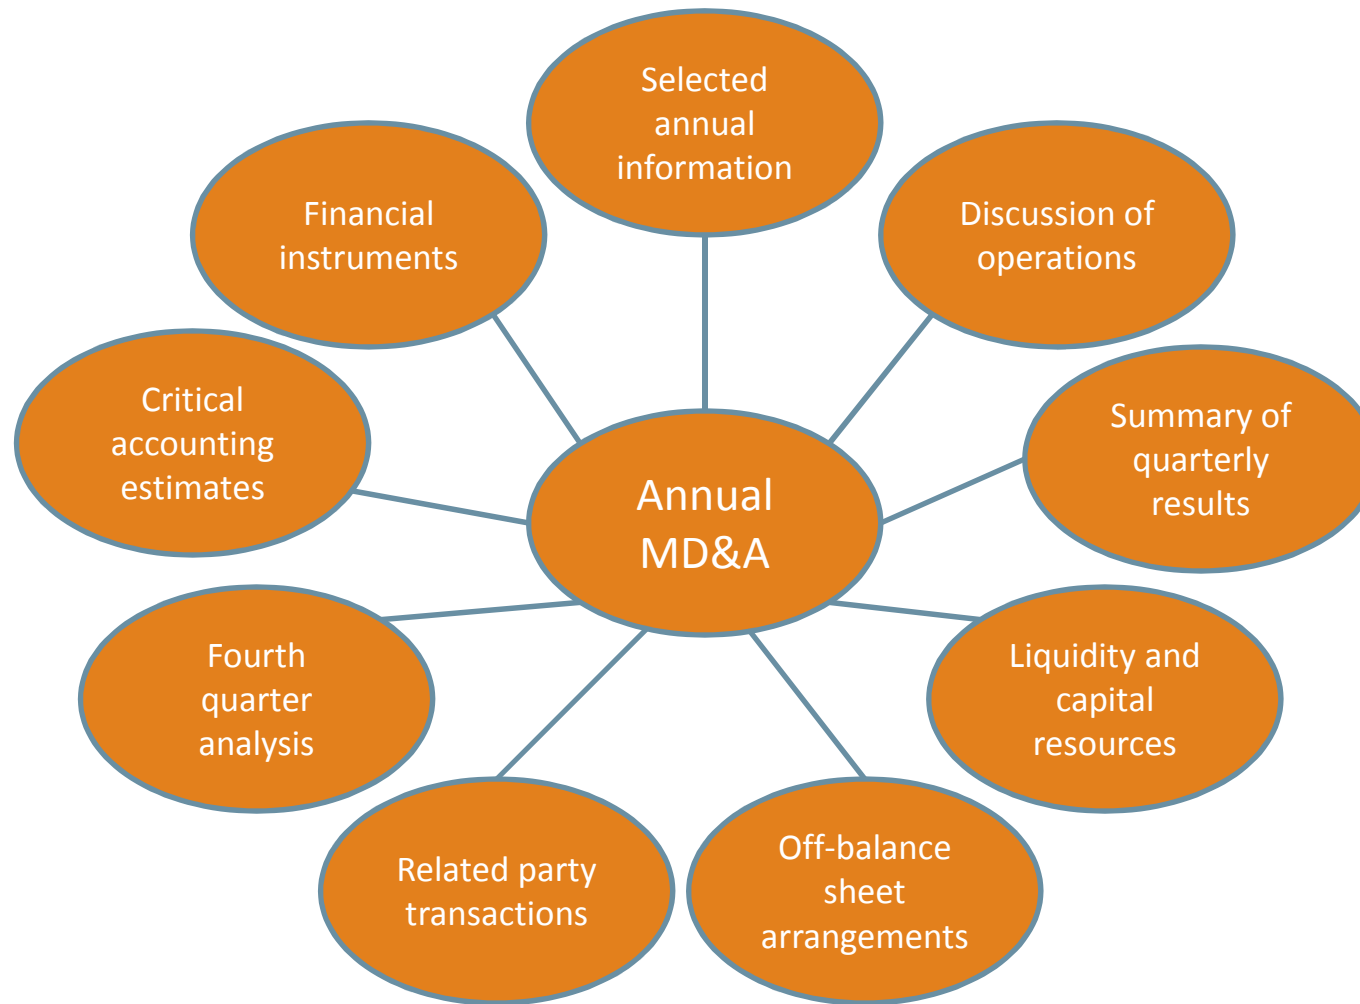 Selected
annual
information
Discussion of
operations
Summary of
quarterly
results
Liquidity and
capital
resources
Off-balance
sheet
arrangements
Related party
transactions
Fourth
quarter
analysis
Critical
accounting
estimates
Financial
instruments
Annual
MD&A